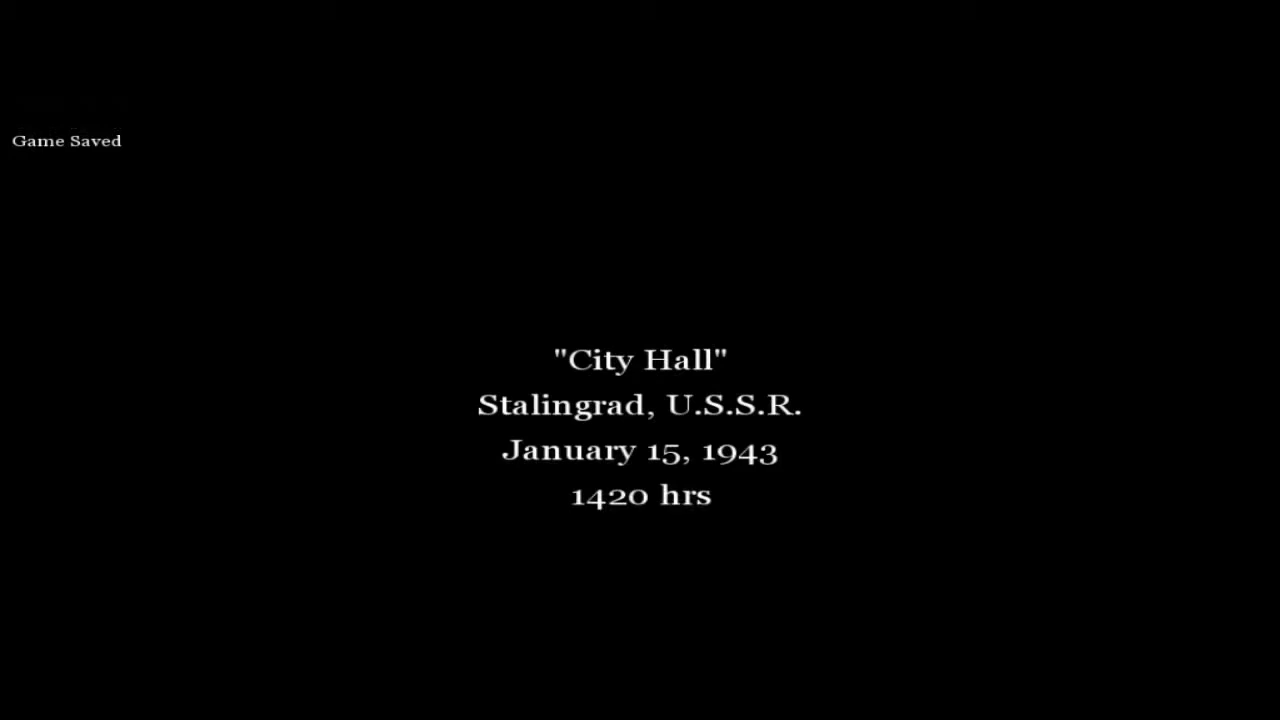 Game Saved
"City Hall"
Stalingrad, U.S.S.R.
January 15, 1943
1420 hrs